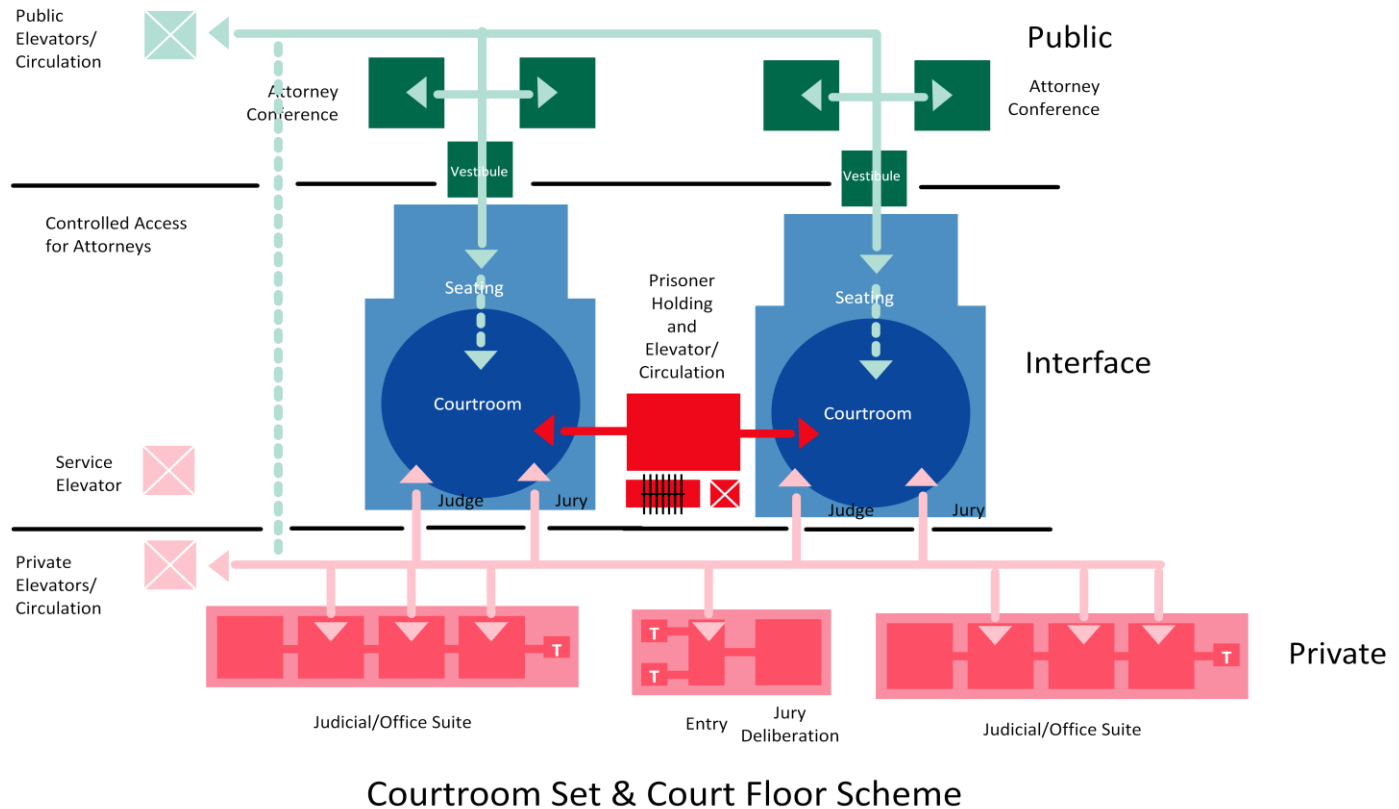 Public
Elevators/
Circulation
Public
Attorney
Conference
Attorney
Conference
Vestibule
Vestibule
Controlled Access
for Attorneys
Seating
Prisoner
Holding
and
Elevator/
Circulation
Seating
Interface
Courtroom
Courtroom
Service
Elevator
Judge
Jury
Judge
Jury
Private
Elevators/
Circulation
T
T
T
T
Private
Judicial/Office Suite
Entry
Jury
Deliberation
Judicial/Office Suite
Courtroom Set & Court Floor Scheme